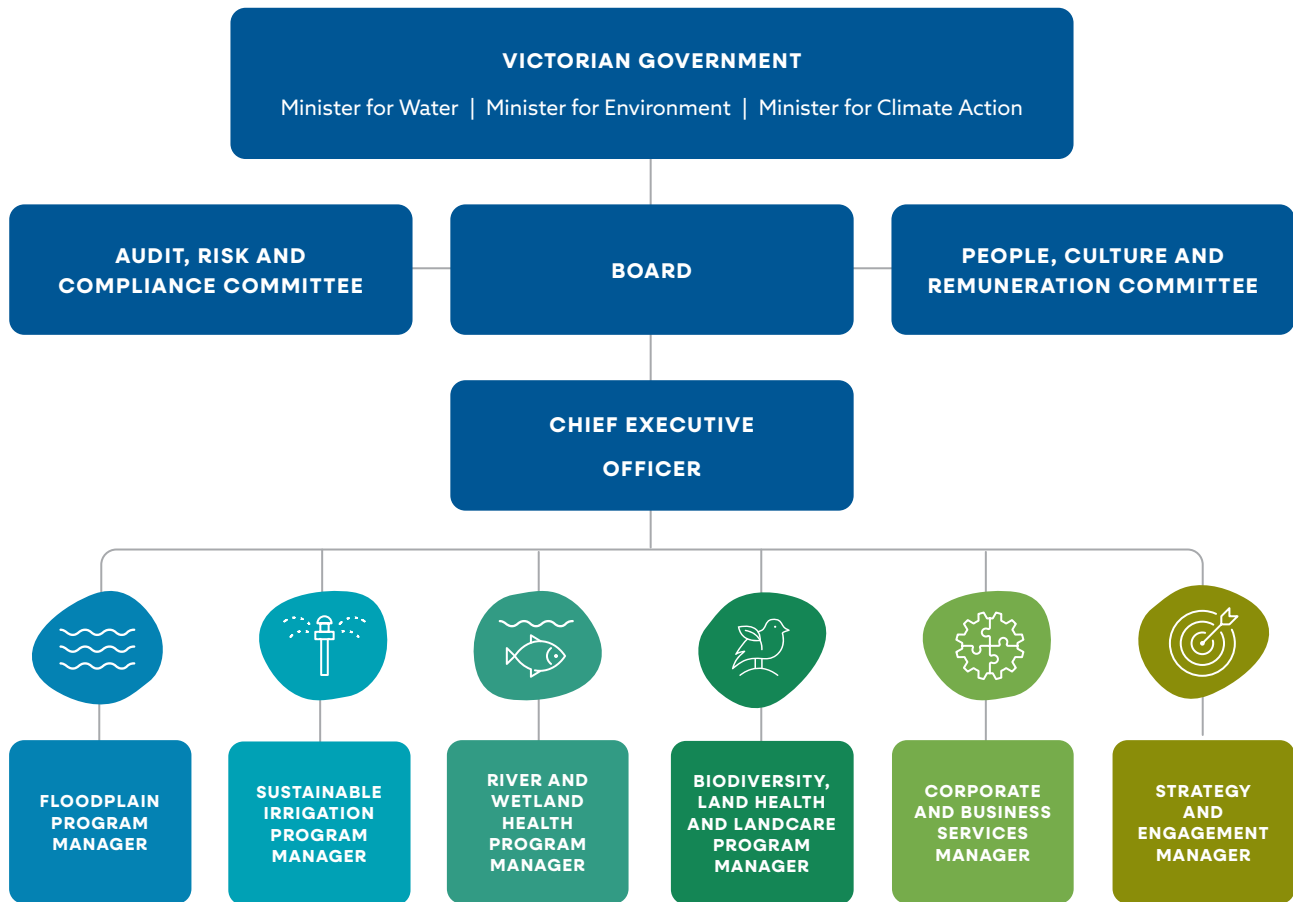 VICTORIAN GOVERNMENT
Minister for Water | Minister for Environment | Minister for Climate Action
AUDIT, RISK AND
COMPLIANCE COMMITTEE
BOARD
PEOPLE, CULTURE AND
REMUNERATION COMMITTEE
CHIEF EXECUTIVE
OFFICER
FLOODPLAIN
PROGRAM
MANAGER
SUSTAINABLE
IRRIGATION
PROGRAM
MANAGER
RIVER AND
WETLAND
HEALTH
PROGRAM
MANAGER
BIODIVERSITY,
LAND HEALTH
AND LANDCARE
PROGRAM
MANAGER
CORPORATE
AND BUSINESS
SERVICES
MANAGER
STRATEGY
AND
ENGAGEMENT
MANAGER